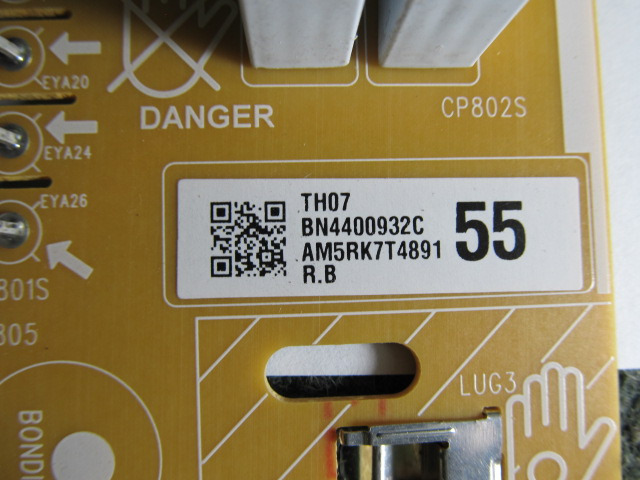 EYA20
DANGER
CP802S
EYA24
EYA26
TH07
BN4400932C
AM5RK7T4891
R.B
55
801S
805
LUG3
BONDI